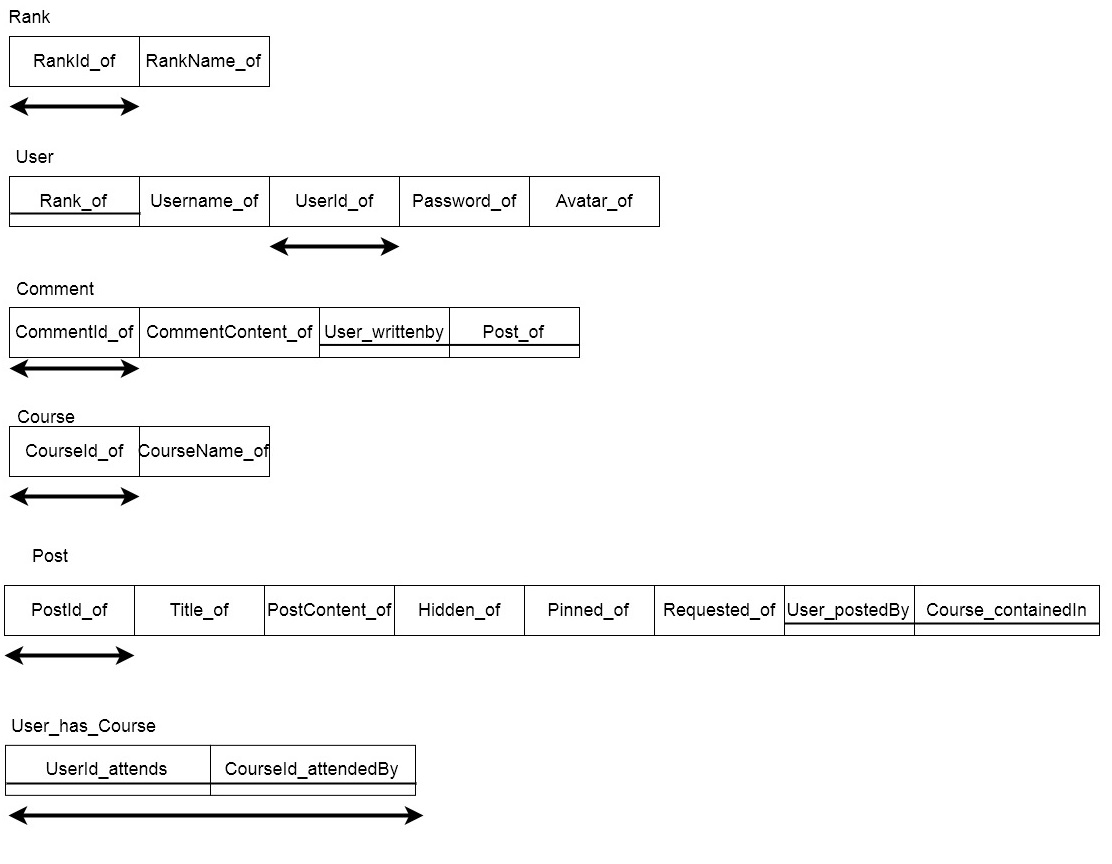 Rank
RankId_of RankName_of
User
Rank_of Username_of UserId_of Password_of Avatar_of
Comment
CommentId_of CommentContent_of User_writtenby Post_of
Course
CourseId_of CourseName_of
Post
PostId_of Title_of PostContent_of Hidden_of Pinned_of Requested_of User_postedBy Course_containedIn
User_has_Course
UserId_attends CourseId_attendedBy